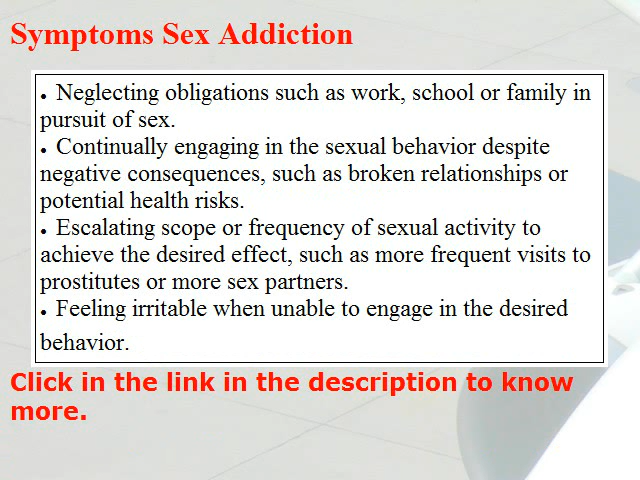 Symptoms Sex Addiction
• Neglecting obligations such as work, school or family in
pursuit of sex.
• Continually engaging in the sexual behavior despite
negative consequences, such as broken relationships or
potential health risks.
• Escalating scope or frequency of sexual activity to
achieve the desired effect, such as more frequent visits to
prostitutes or more sex partners.
• Feeling irritable when unable to engage in the desired
behavior.
Click in the link in the description to know
more.